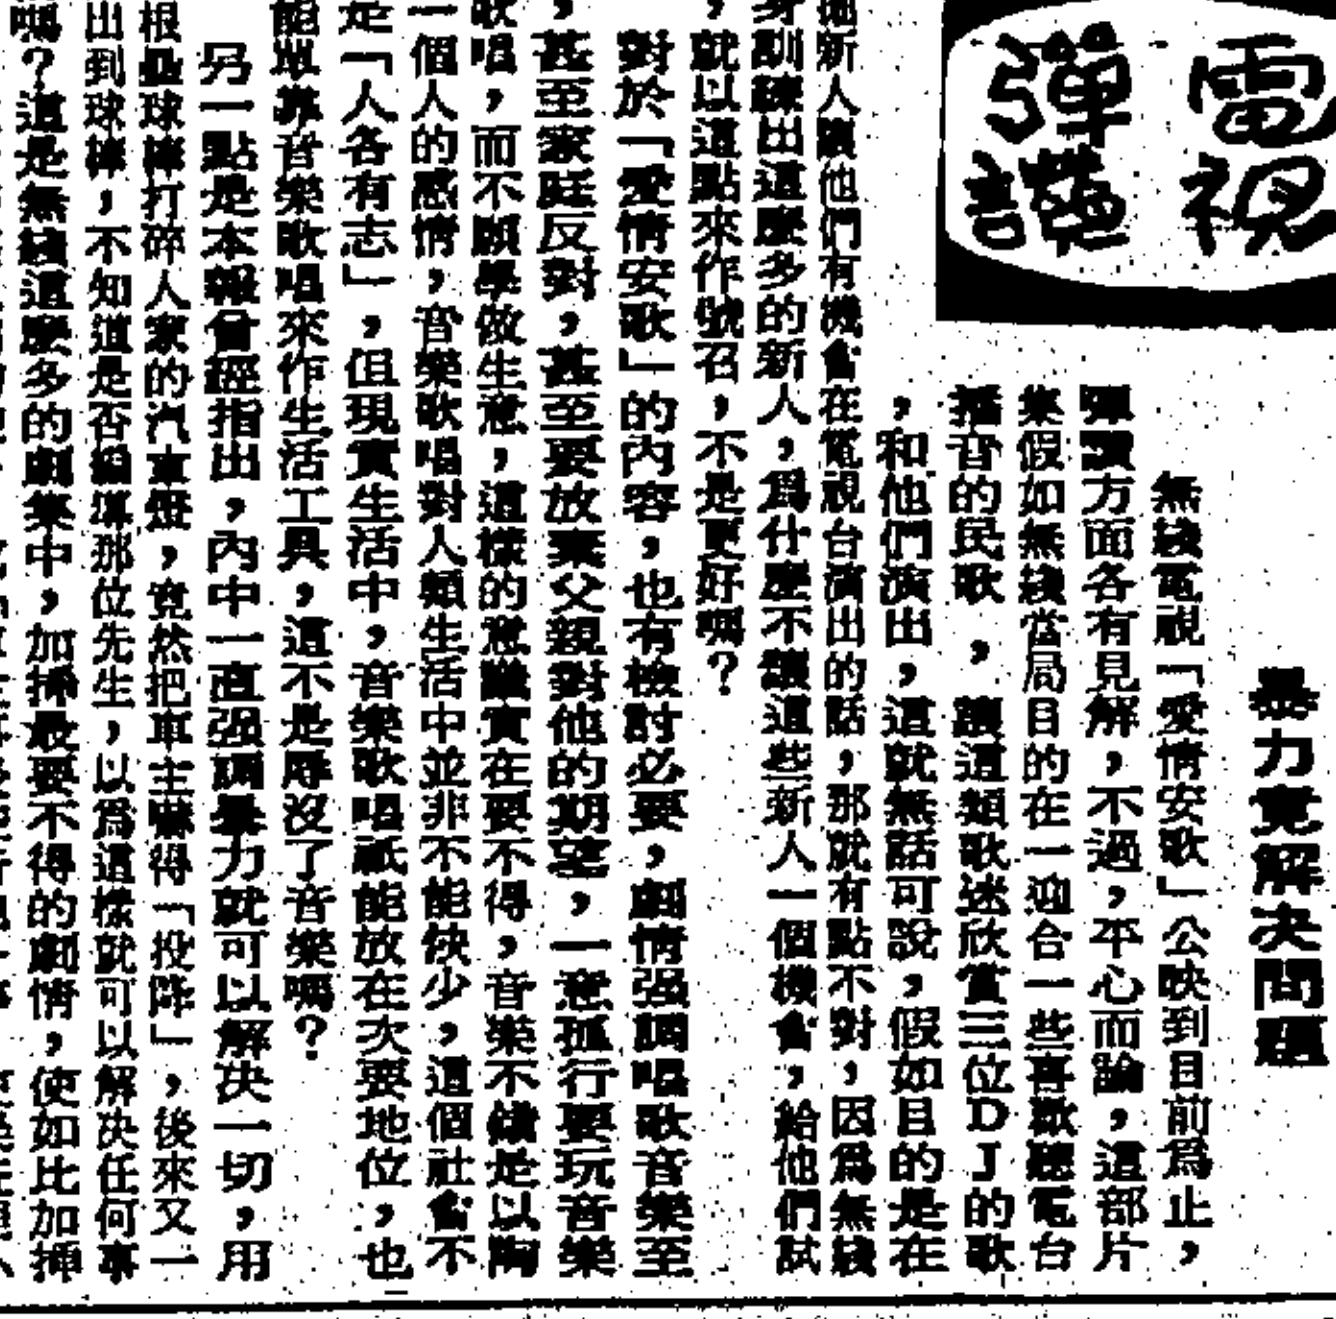 電視
彈讚
暴力竟解决問題
無綫電視「愛情安歌」公映到目前爲止,
彈讚方面各有見解,不過,平心而論,這部片
集假如無綫當局目的在一迎合一些喜歡聽電台
播音的民歌,讓這類歌迷欣賞三位DJ的歌
,和他們演出,這就無話可說,假如目的是在
新人讓他們有機會在電視台演出的話,那就有點不對,因爲無綫
身訓練出這麼多的新人,爲什麼不讓這些新人一個機會,給他們試
,就以這點來作號召,不是更好嗎?
對於「愛情安歌」的內容,也有檢討必要,劇情强調唱歌音樂至
,甚至家庭反對,甚至要放棄父親對他的期望,一意孤行要玩音樂
歌唱,而不願學做生意,這樣的意識實在要不得,音樂不錯是以陶
一個人的感情,音樂歌唱對人類生活中並非不能缺少,這個社會不
是「人各有志」,但現實生活中,音樂歌唱祇能放在次要地位,也
能單靠音樂歌唱來作生活工具,這不是辱沒了音樂嗎?
另一點是本報曾經指出,內中一直强調暴力就可以解决一切,用
根壘球棒打碎人家的汽車燈,竟然把車主嚇得「投降」,後來又一
出到球棒,不知道是否編導那位先生,以爲這樣就可以解决任何事
嗎?這是無綫這麼多的劇集中,加插最要不得的劇情,使如比加插